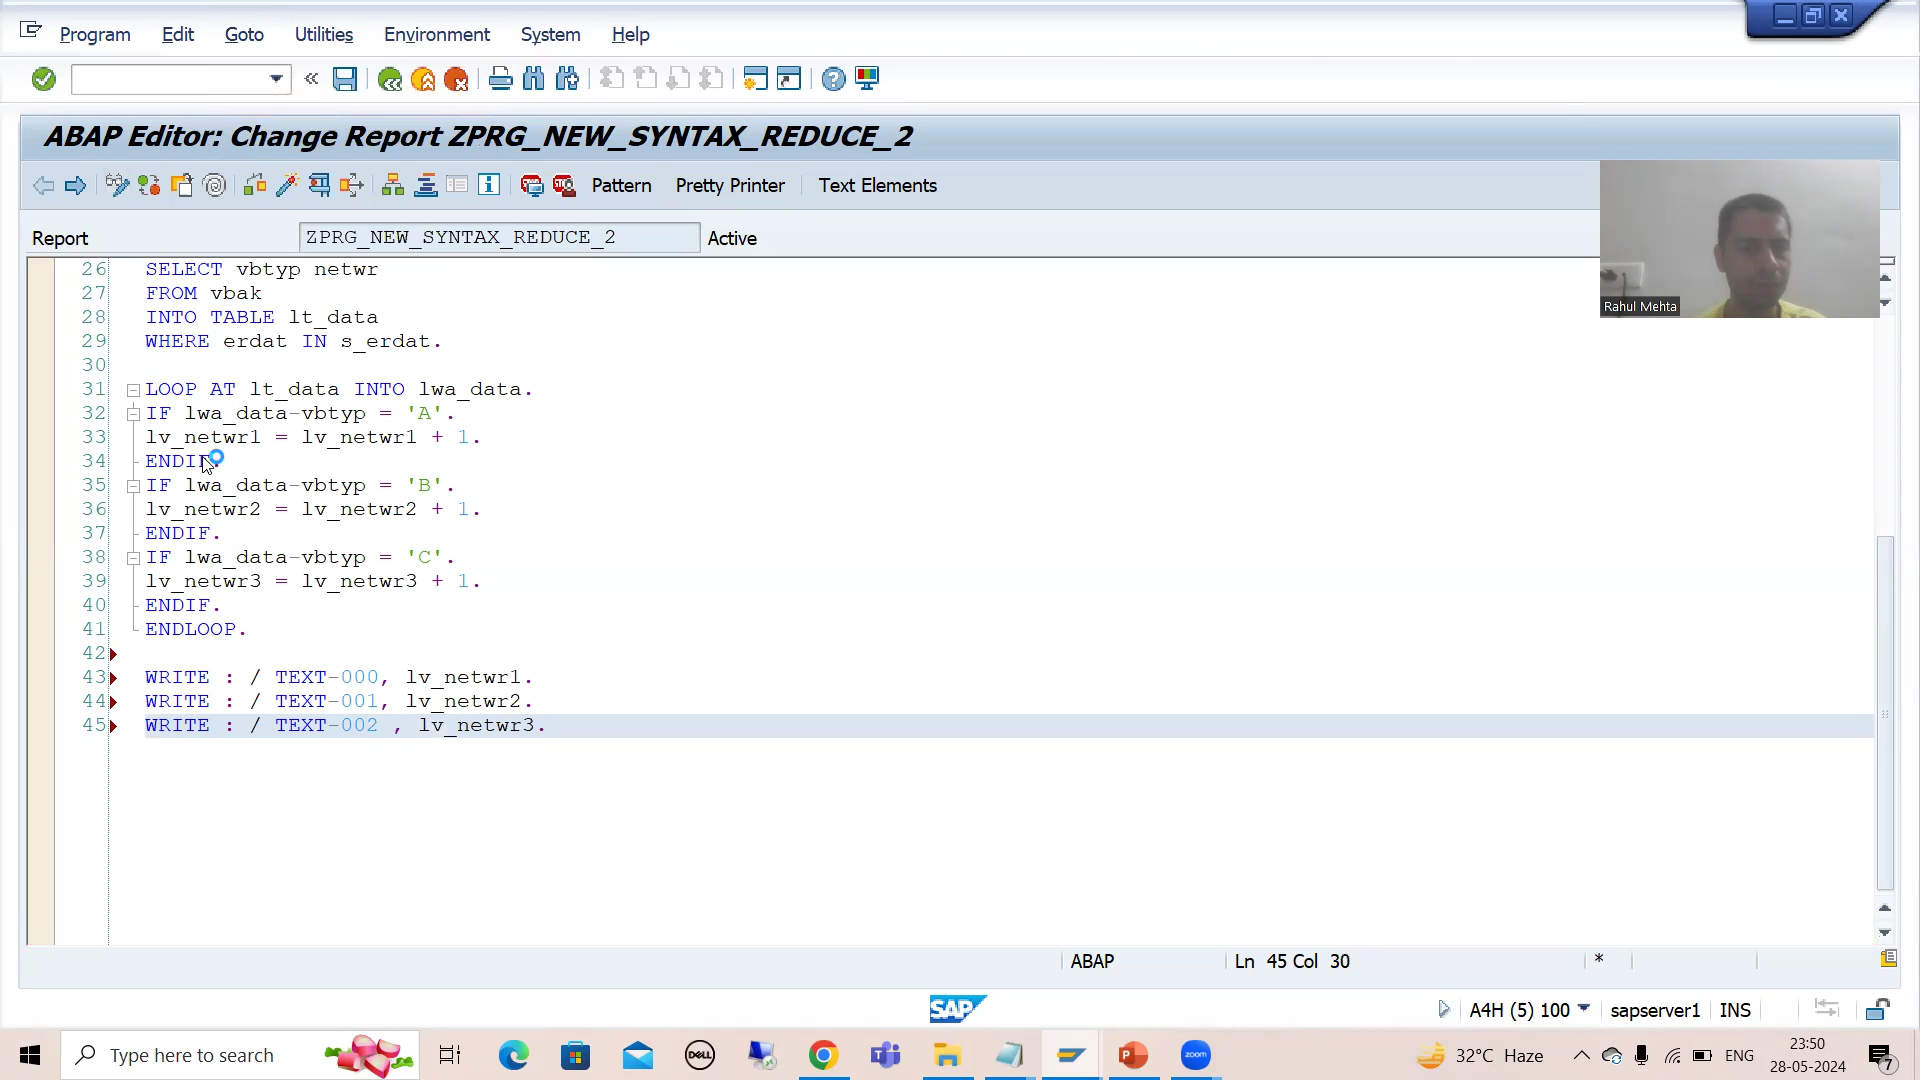 Program Edit Goto Utilities Environment System Help
ABAP Editor: Change Report ZPRG_NEW_SYNTAX_REDUCE_2
Pattern Pretty Printer Text Elements
Report ZPRG_NEW_SYNTAX_REDUCE_2 Active
Rahul Mehta
26 SELECT vbtyp netwr
27 FROM vbak
28 INTO TABLE lt_data
29 WHERE erdat IN s_erdat.
30
31 LOOP AT lt_data INTO lwa_data.
32 IF lwa_data-vbtyp = 'A'.
33 lv_netwr1 = lv_netwr1 + 1.
34 ENDIF.
35 IF lwa_data-vbtyp = 'B'.
36 lv_netwr2 = lv_netwr2 + 1.
37 ENDIF.
38 IF lwa_data-vbtyp = 'C'.
39 lv_netwr3 = lv_netwr3 + 1.
40 ENDIF.
41 ENDLOOP.
42
43 WRITE : / TEXT-000, lv_netwr1.
44 WRITE : / TEXT-001, lv_netwr2.
45 WRITE : / TEXT-002 , lv_netwr3.
ABAP Ln 45 Col 30 *
SAP A4H (5) 100 sapserver1 INS
Type here to search DELL zoom 32°C Haze ENG 23:50
28-05-2024 7